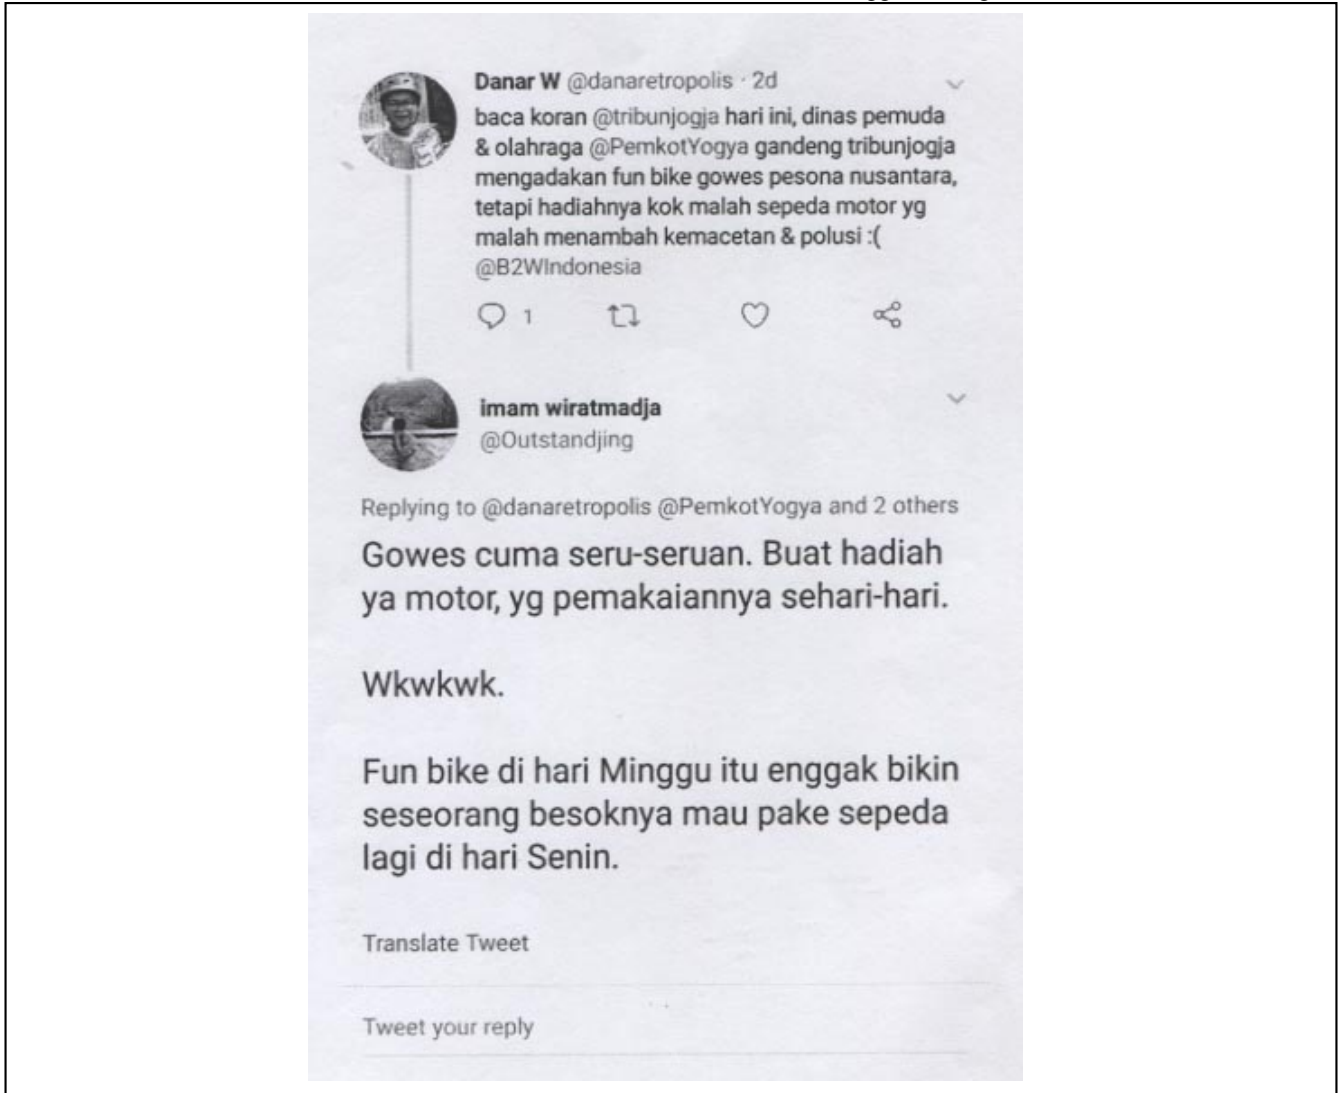 Danar W @danaretropolis · 2d
baca koran @tribunjogja hari ini, dinas pemuda
& olahraga @PemkotYogya gandeng tribunjogja
mengadakan fun bike gowes pesona nusantara,
tetapi hadiahnya kok malah sepeda motor yg
malah menambah kemacetan & polusi :(
@B2WIndonesia
1
imam wiratmadja
@Outstandjing
Replying to @danaretropolis @PemkotYogya and 2 others
Gowes cuma seru-seruan. Buat hadiah
ya motor, yg pemakaiannya sehari-hari.
Wkwkwk.
Fun bike di hari Minggu itu enggak bikin
seseorang besoknya mau pake sepeda
lagi di hari Senin.
Translate Tweet
Tweet your reply